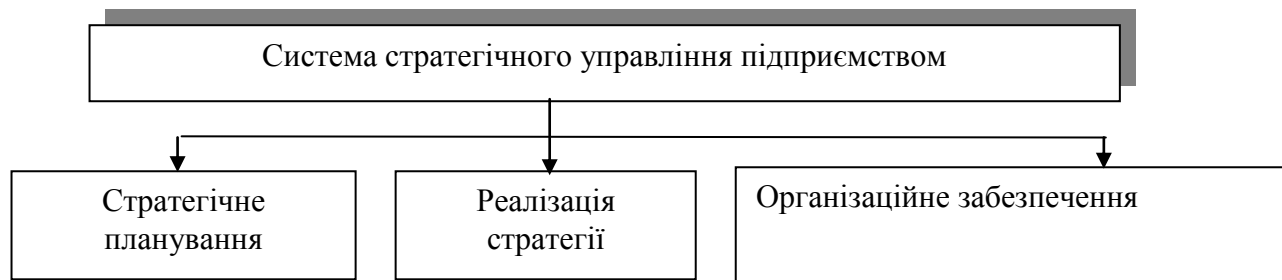 Система стратегічного управління підприємством
Стратегічне
планування
Реалізація
стратегії
Організаційне забезпечення